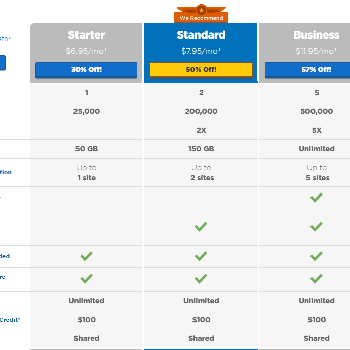 We Recommend
Starter Standard Business
$6.95/mo* $7.95/mo* $11.95/mo*
30% Off! 50% Off! 57% Off!
1 2 5
25,000 200,000 500,000
2X 5X
50 GB 150 GB Unlimited
Up to Up to Up to
1 site 2 sites 5 sites
Unlimited Unlimited Unlimited
Credit* $100 $100 $100
Shared Shared Shared